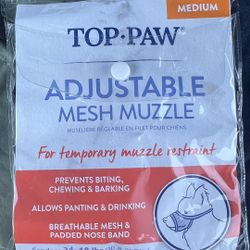 MEDIUM
TOP•PAW®
ADJUSTABLE
MESH MUZZLE
MUSELIÈRE RÉGLABLE EN FILET POUR CHIENS
For temporary muzzle restraint
PREVENTS BITING,
CHEWING & BARKING
ALLOWS PANTING & DRINKING
BREATHABLE MESH &
PADDED NOSE BAND